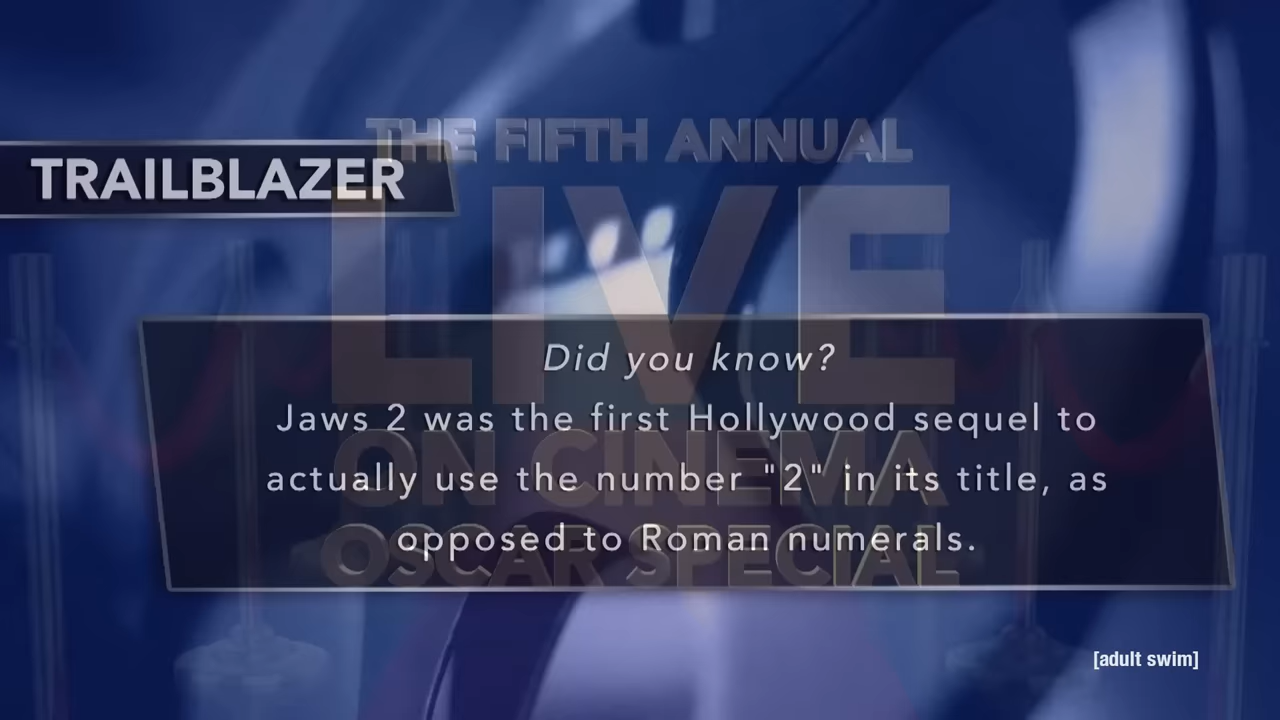 THE FIFTH ANNUAL
TRAILBLAZER
LIVE
Did you know?
Jaws 2 was the first Hollywood sequel to
ON CINEMA
actually use the number "2" in its title, as
OSCAR SPECIAL
opposed to Roman numerals.
[adult swim]